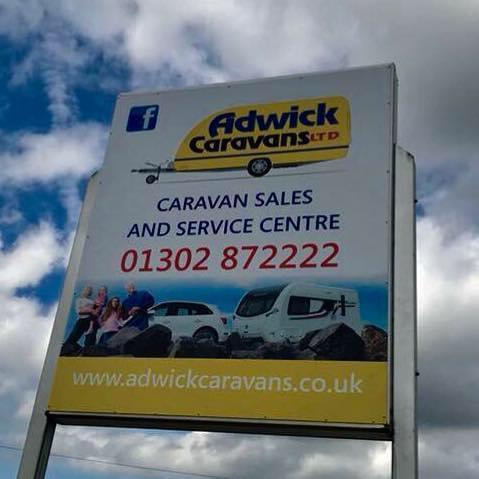 f
Adwick
Caravans LTD
CARAVAN SALES
AND SERVICE CENTRE
01302 872222
www.adwickcaravans.co.uk